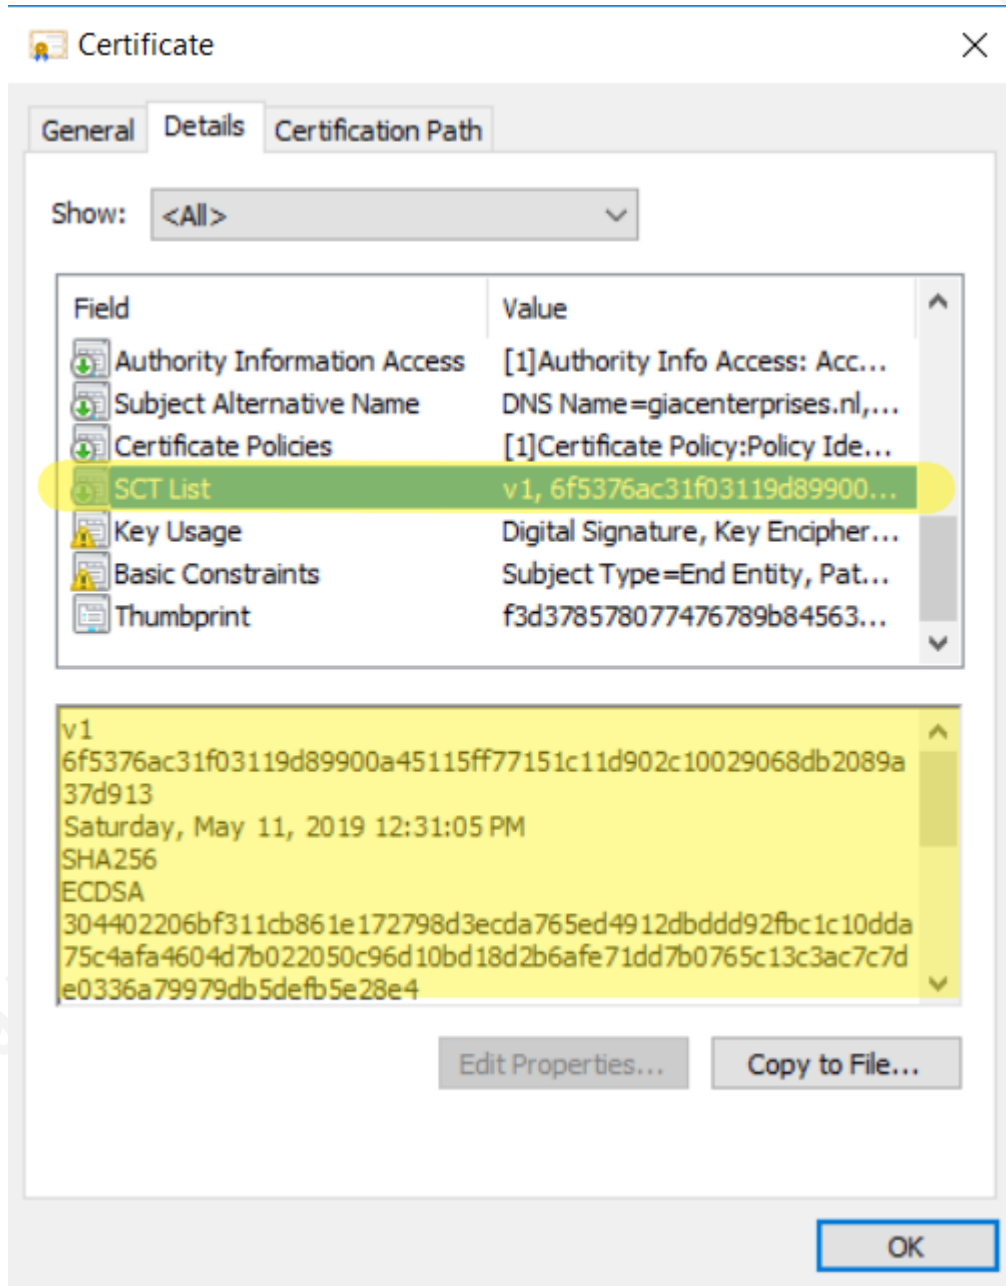 Certificate
General Details Certification Path
Show: <All>
Field Value
Authority Information Access [1]Authority Info Access: Acc...
Subject Alternative Name DNS Name=giacenterprises.nl,...
Certificate Policies [1]Certificate Policy:Policy Ide...
SCT List v1, 6f5376ac31f03119d89900...
Key Usage Digital Signature, Key Encipher...
Basic Constraints Subject Type=End Entity, Pat...
Thumbprint f3d378578077476789b84563...
v1
6f5376ac31f03119d89900a45115ff77151c11d902c10029068db2089a
37d913
Saturday, May 11, 2019 12:31:05 PM
SHA256
ECDSA
304402206bf311cb861e172798d3ecda765ed4912dbddd92fbc1c10dda
75c4afa4604d7b022050c96d10bd18d2b6afe71dd7b0765c13c3ac7c7d
e0336a79979db5defb5e28e4
Edit Properties... Copy to File...
OK